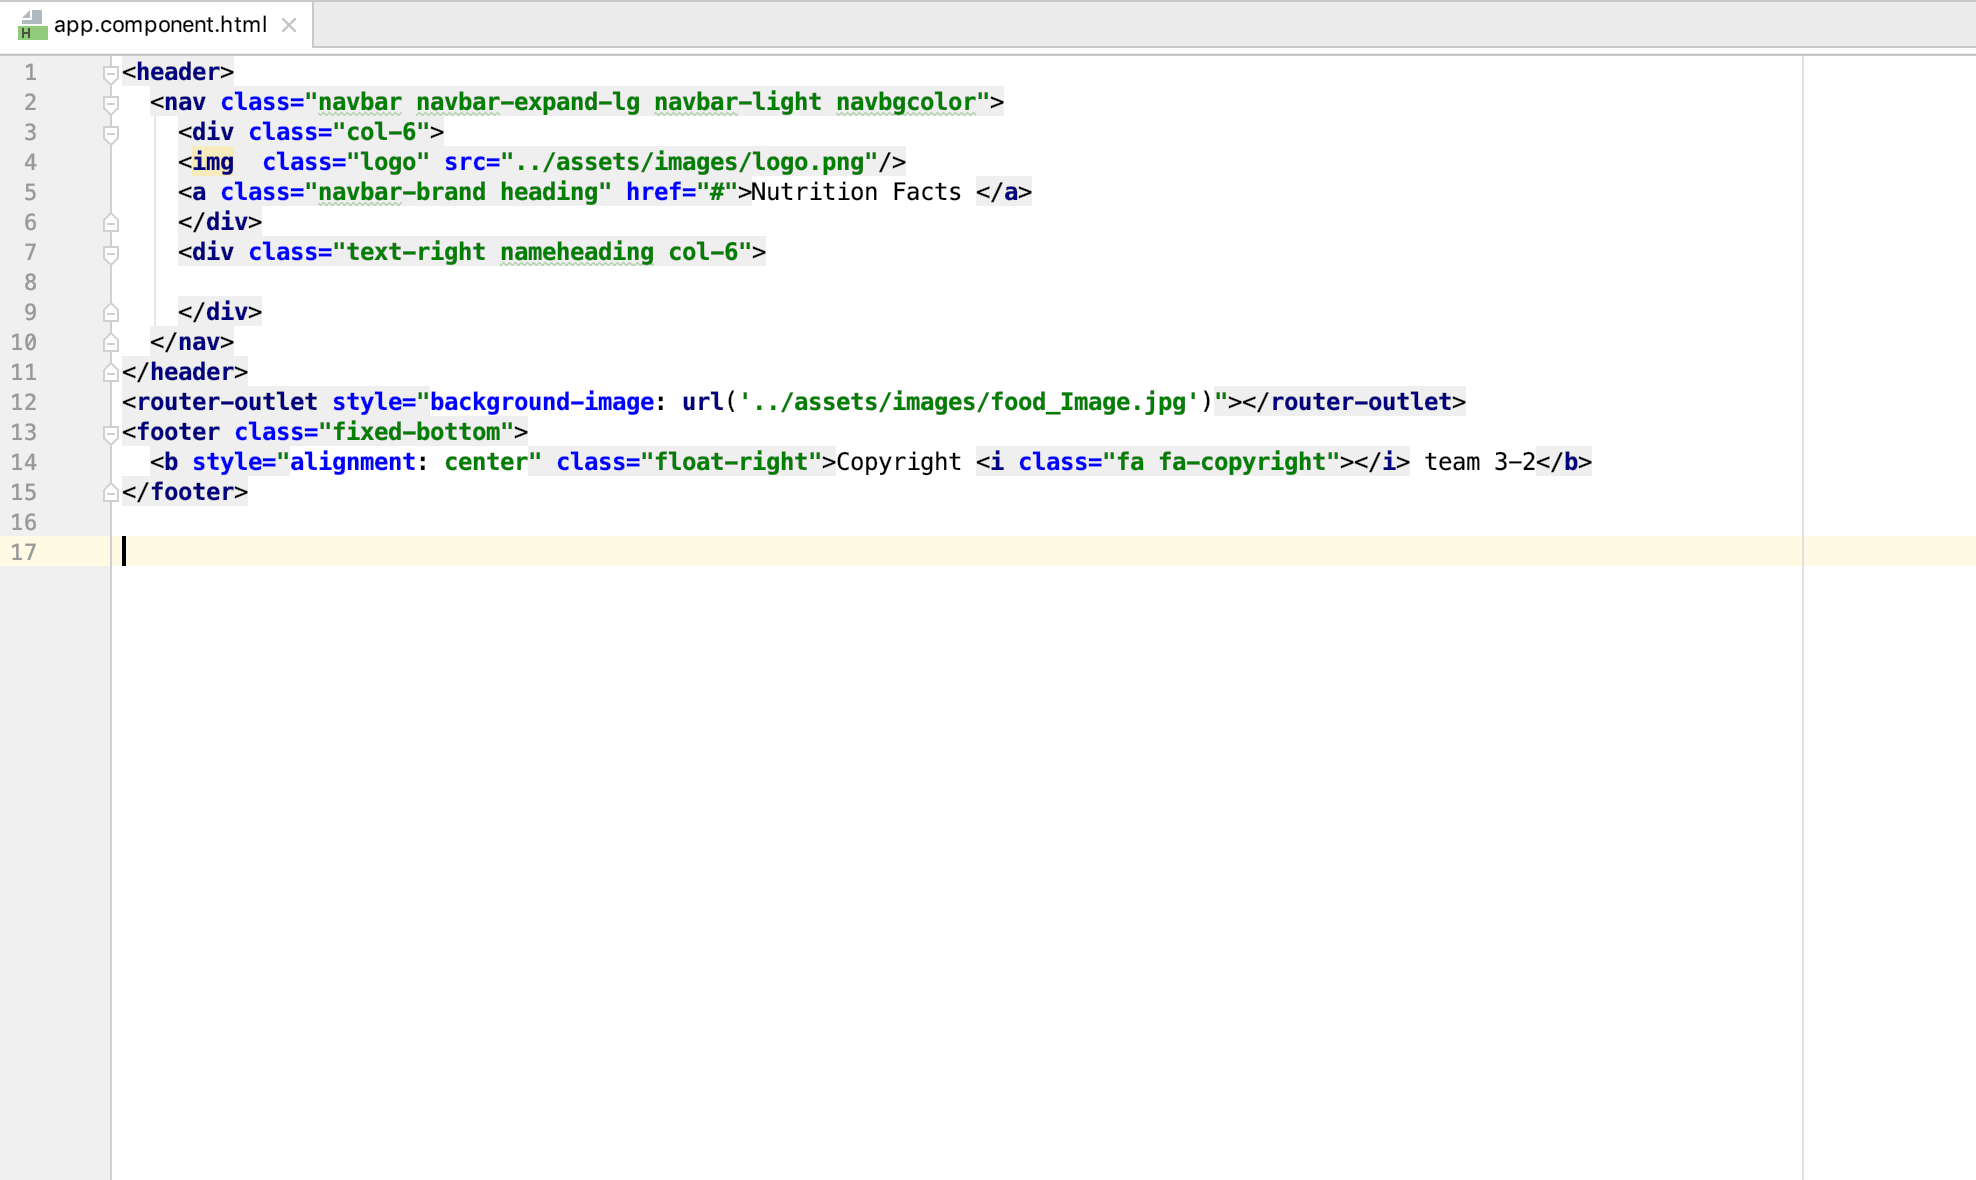 H app.component.html
1 <header>
2 <nav class="navbar navbar-expand-lg navbar-light navbgcolor">
3 <div class="col-6">
4 <img  class="logo" src="../assets/images/logo.png"/>
5 <a class="navbar-brand heading" href="#">Nutrition Facts </a>
6 </div>
7 <div class="text-right nameheading col-6">
8
9 </div>
10 </nav>
11 </header>
12 <router-outlet style="background-image: url('../assets/images/food_Image.jpg')"></router-outlet>
13 <footer class="fixed-bottom">
14 <b style="alignment: center" class="float-right">Copyright <i class="fa fa-copyright"></i> team 3-2</b>
15 </footer>
16
17